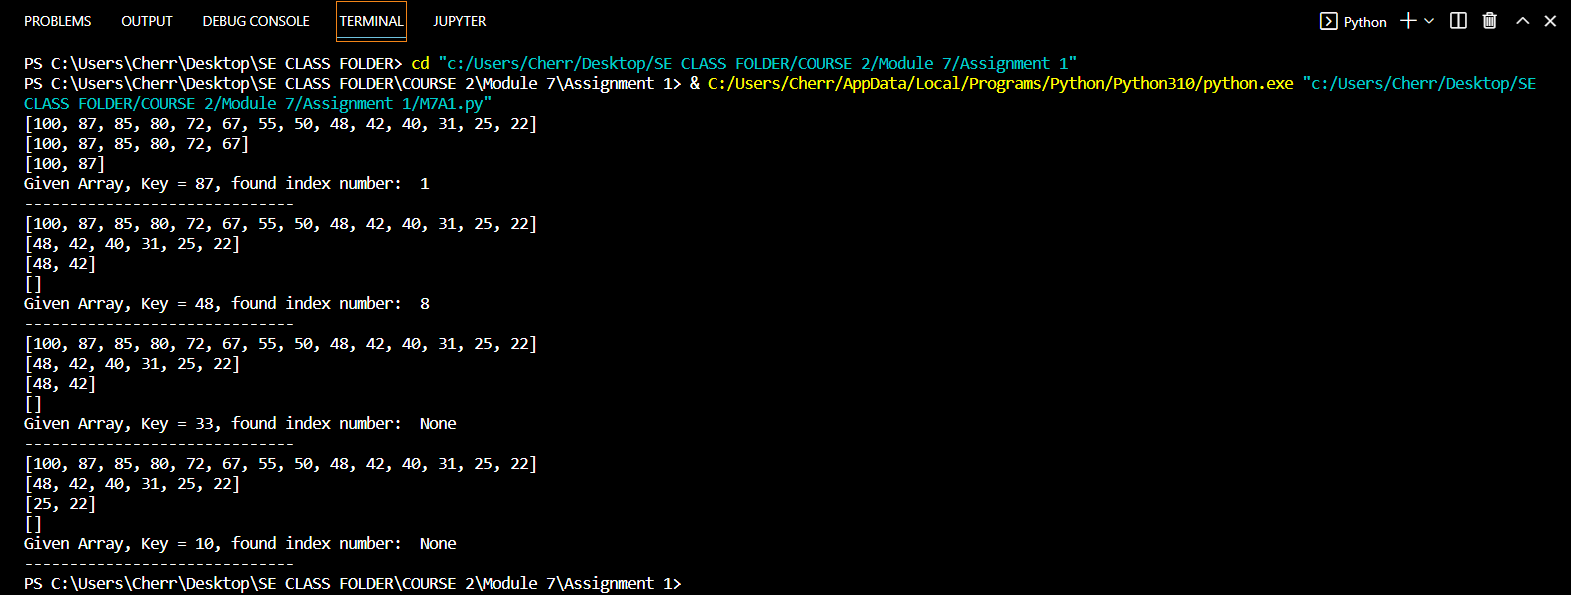 PROBLEMS OUTPUT DEBUG CONSOLE TERMINAL JUPYTER Python
PS C:\Users\Cherr\Desktop\SE CLASS FOLDER> cd "c:/Users/Cherr/Desktop/SE CLASS FOLDER/COURSE 2/Module 7/Assignment 1"
PS C:\Users\Cherr\Desktop\SE CLASS FOLDER\COURSE 2\Module 7\Assignment 1> & C:/Users/Cherr/AppData/Local/Programs/Python/Python310/python.exe "c:/Users/Cherr/Desktop/SE
CLASS FOLDER/COURSE 2/Module 7/Assignment 1/M7A1.py"
[100, 87, 85, 80, 72, 67, 55, 50, 48, 42, 40, 31, 25, 22]
[100, 87, 85, 80, 72, 67]
[100, 87]
Given Array, Key = 87, found index number:  1
------------------------------
[100, 87, 85, 80, 72, 67, 55, 50, 48, 42, 40, 31, 25, 22]
[48, 42, 40, 31, 25, 22]
[48, 42]
[]
Given Array, Key = 48, found index number:  8
------------------------------
[100, 87, 85, 80, 72, 67, 55, 50, 48, 42, 40, 31, 25, 22]
[48, 42, 40, 31, 25, 22]
[48, 42]
[]
Given Array, Key = 33, found index number:  None
------------------------------
[100, 87, 85, 80, 72, 67, 55, 50, 48, 42, 40, 31, 25, 22]
[48, 42, 40, 31, 25, 22]
[25, 22]
[]
Given Array, Key = 10, found index number:  None
------------------------------
PS C:\Users\Cherr\Desktop\SE CLASS FOLDER\COURSE 2\Module 7\Assignment 1>